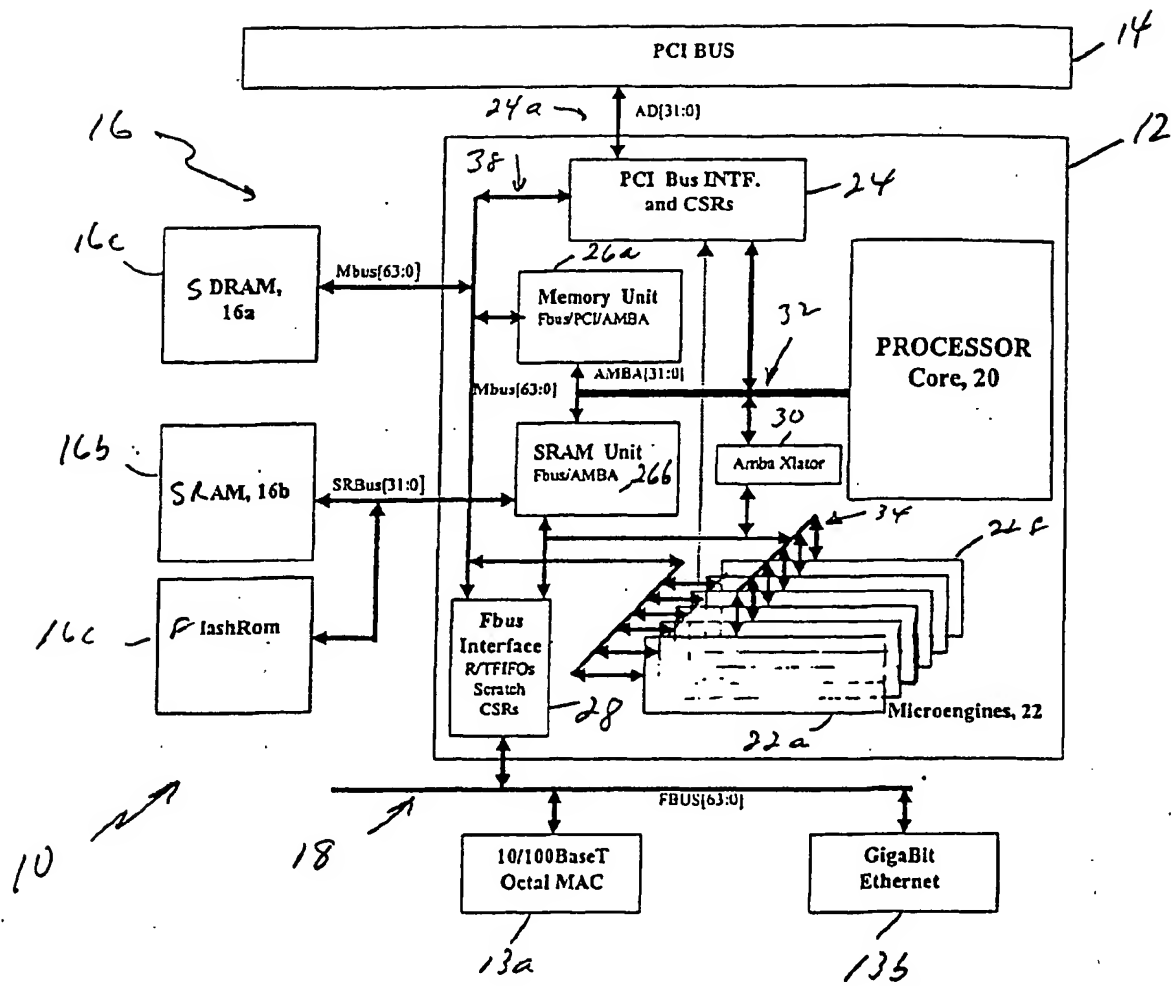 PCI BUS
14
24a
AD[31:0]
16
12
38
PCI Bus INTF.
and CSRs
24
16c
SDRAM,
16a
Mbus[63:0]
26a
Memory Unit
Fbus/PCI/AMBA
32
PROCESSOR
Core, 20
Mbus[63:0]
AMBA[31:0]
16b
SRAM, 16b
SRBus[31:0]
SRAM Unit
Fbus/AMBA
26b
30
Amba Xlator
34
16c
FlashRom
Fbus
Interface
R/TFIFOs
Scratch
CSRs
28
Microengines, 22
22a
10
18
FBUS[63:0]
10/100BaseT
Octal MAC
GigaBit
Ethernet
13a
13b